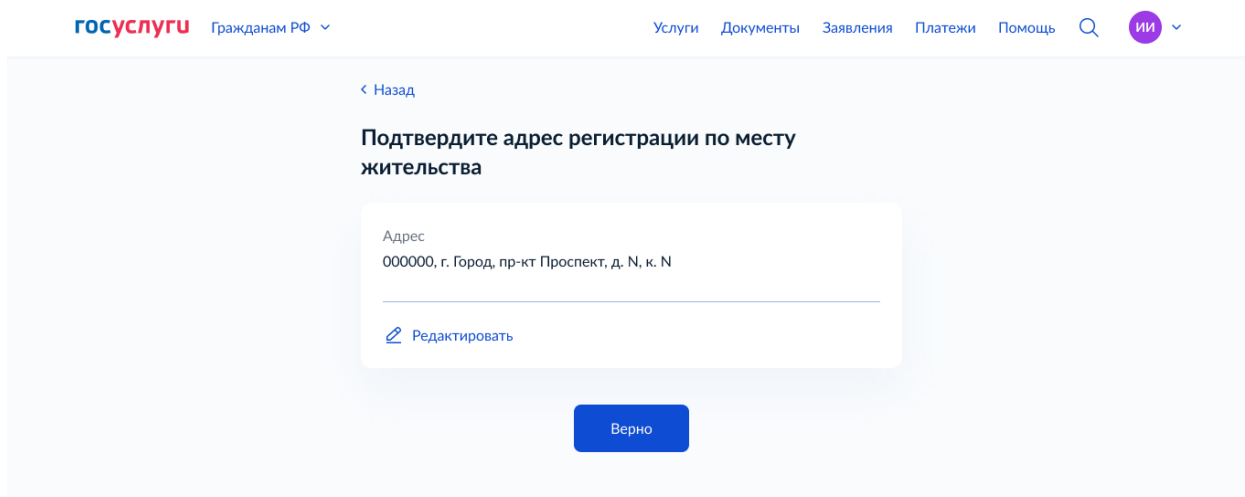 госуслуги Гражданам РФ Услуги Документы Заявления Платежи Помощь ИИ
Назад
Подтвердите адрес регистрации по месту
жительства
Адрес
000000, г. Город, пр-кт Проспект, д. N, к. N
Редактировать
Верно